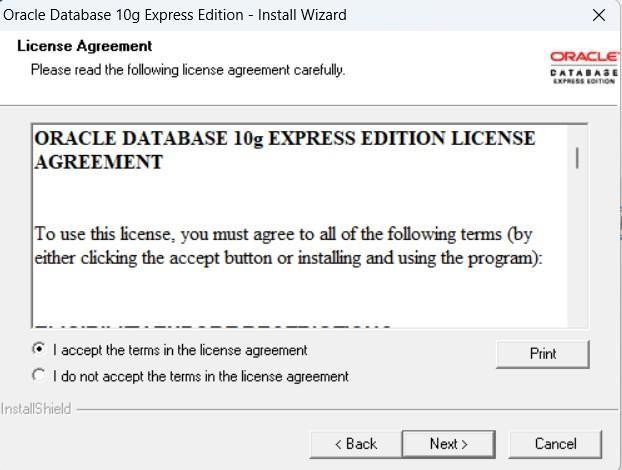 Oracle Database 10g Express Edition - Install Wizard
License Agreement
Please read the following license agreement carefully.
ORACLE
DATABASE
EXPRESS EDITION
ORACLE DATABASE 10g EXPRESS EDITION LICENSE
AGREEMENT
To use this license, you must agree to all of the following terms (by
either clicking the accept button or installing and using the program):
I accept the terms in the license agreement
Print
I do not accept the terms in the license agreement
InstallShield
< Back
Next >
Cancel